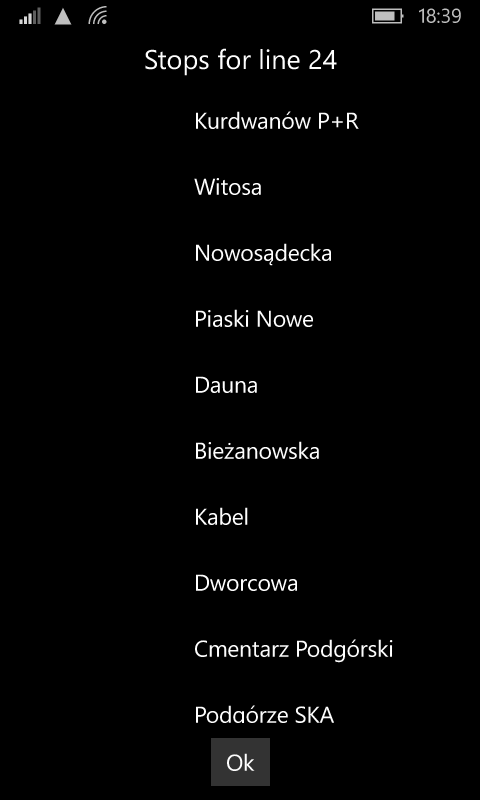 18:39
Stops for line 24
Kurdwanów P+R
Witosa
Nowosądecka
Piaski Nowe
Dauna
Bieżanowska
Kabel
Dworcowa
Cmentarz Podgórski
Podgórze SKA
Ok